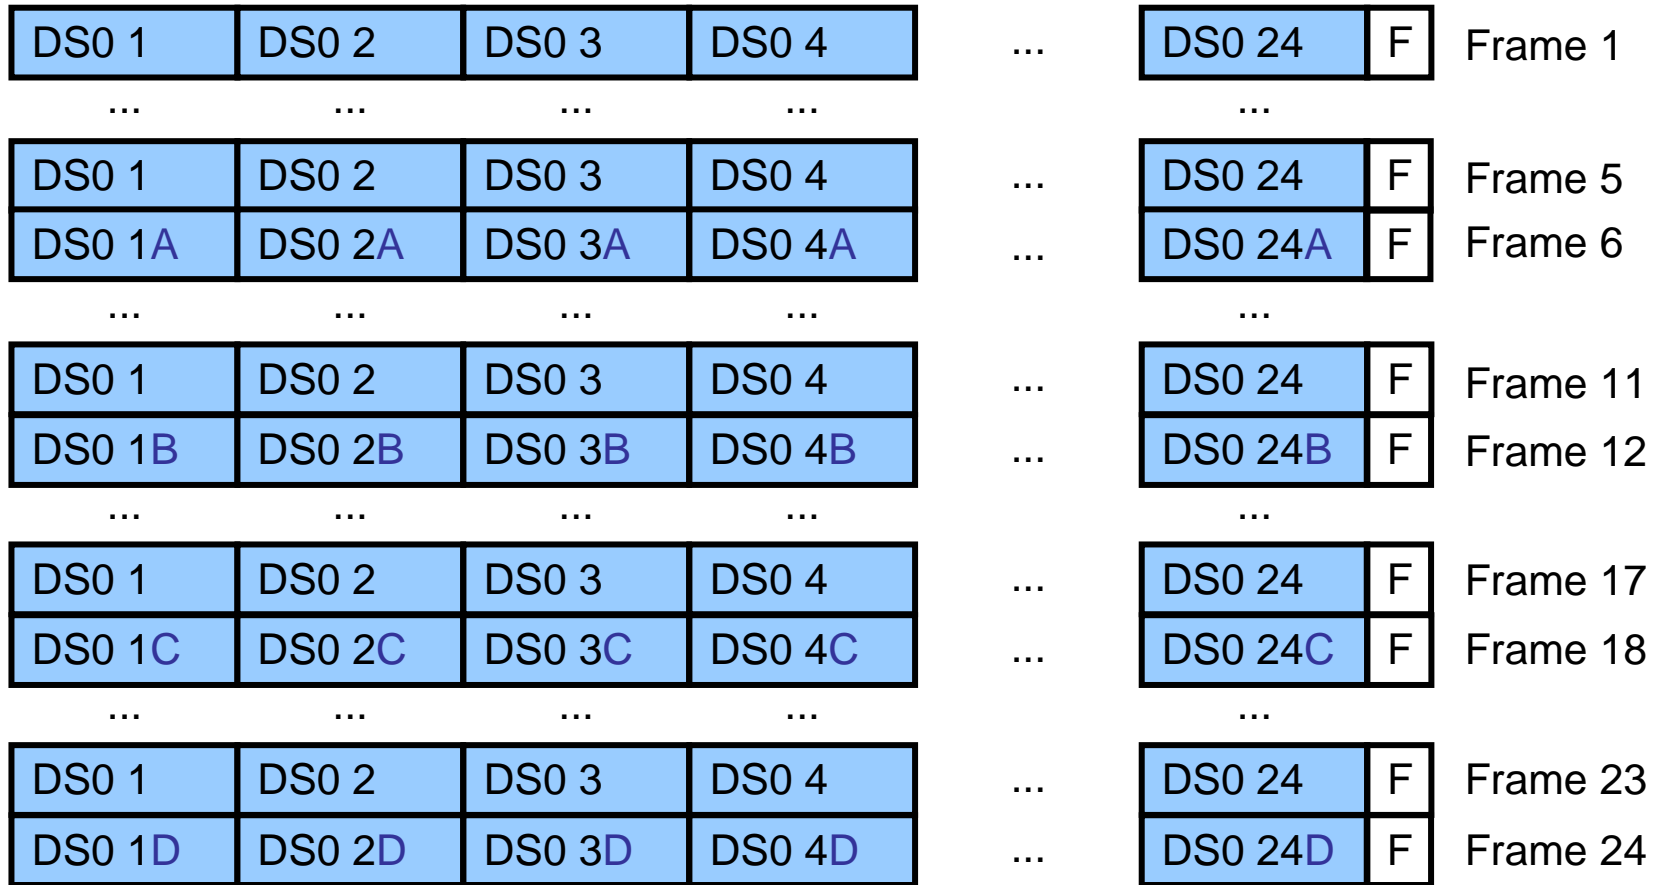 DS0 1 DS0 2 DS0 3 DS0 4 ... DS0 24 F Frame 1
... ... ... ... ...
DS0 1 DS0 2 DS0 3 DS0 4 ... DS0 24 F Frame 5
DS0 1A DS0 2A DS0 3A DS0 4A ... DS0 24A F Frame 6
... ... ... ... ...
DS0 1 DS0 2 DS0 3 DS0 4 ... DS0 24 F Frame 11
DS0 1B DS0 2B DS0 3B DS0 4B ... DS0 24B F Frame 12
... ... ... ... ...
DS0 1 DS0 2 DS0 3 DS0 4 ... DS0 24 F Frame 17
DS0 1C DS0 2C DS0 3C DS0 4C ... DS0 24C F Frame 18
... ... ... ... ...
DS0 1 DS0 2 DS0 3 DS0 4 ... DS0 24 F Frame 23
DS0 1D DS0 2D DS0 3D DS0 4D ... DS0 24D F Frame 24